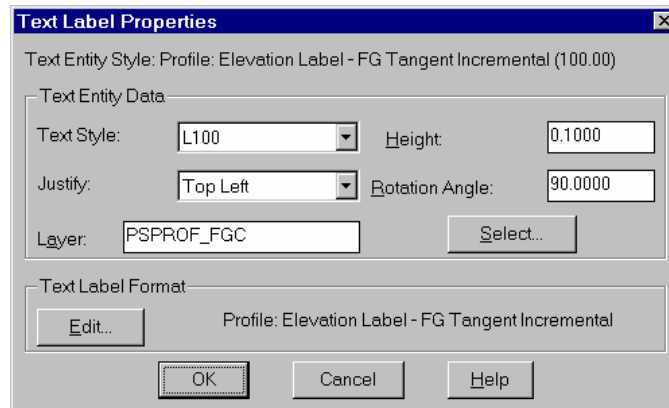 Text Label Properties
Text Entity Style: Profile: Elevation Label - FG Tangent Incremental (100.00)
Text Entity Data
Text Style: L100 Height: 0.1000
Justify: Top Left Rotation Angle: 90.0000
Layer: PSPROF_FGC Select...
Text Label Format
Edit... Profile: Elevation Label - FG Tangent Incremental
OK Cancel Help